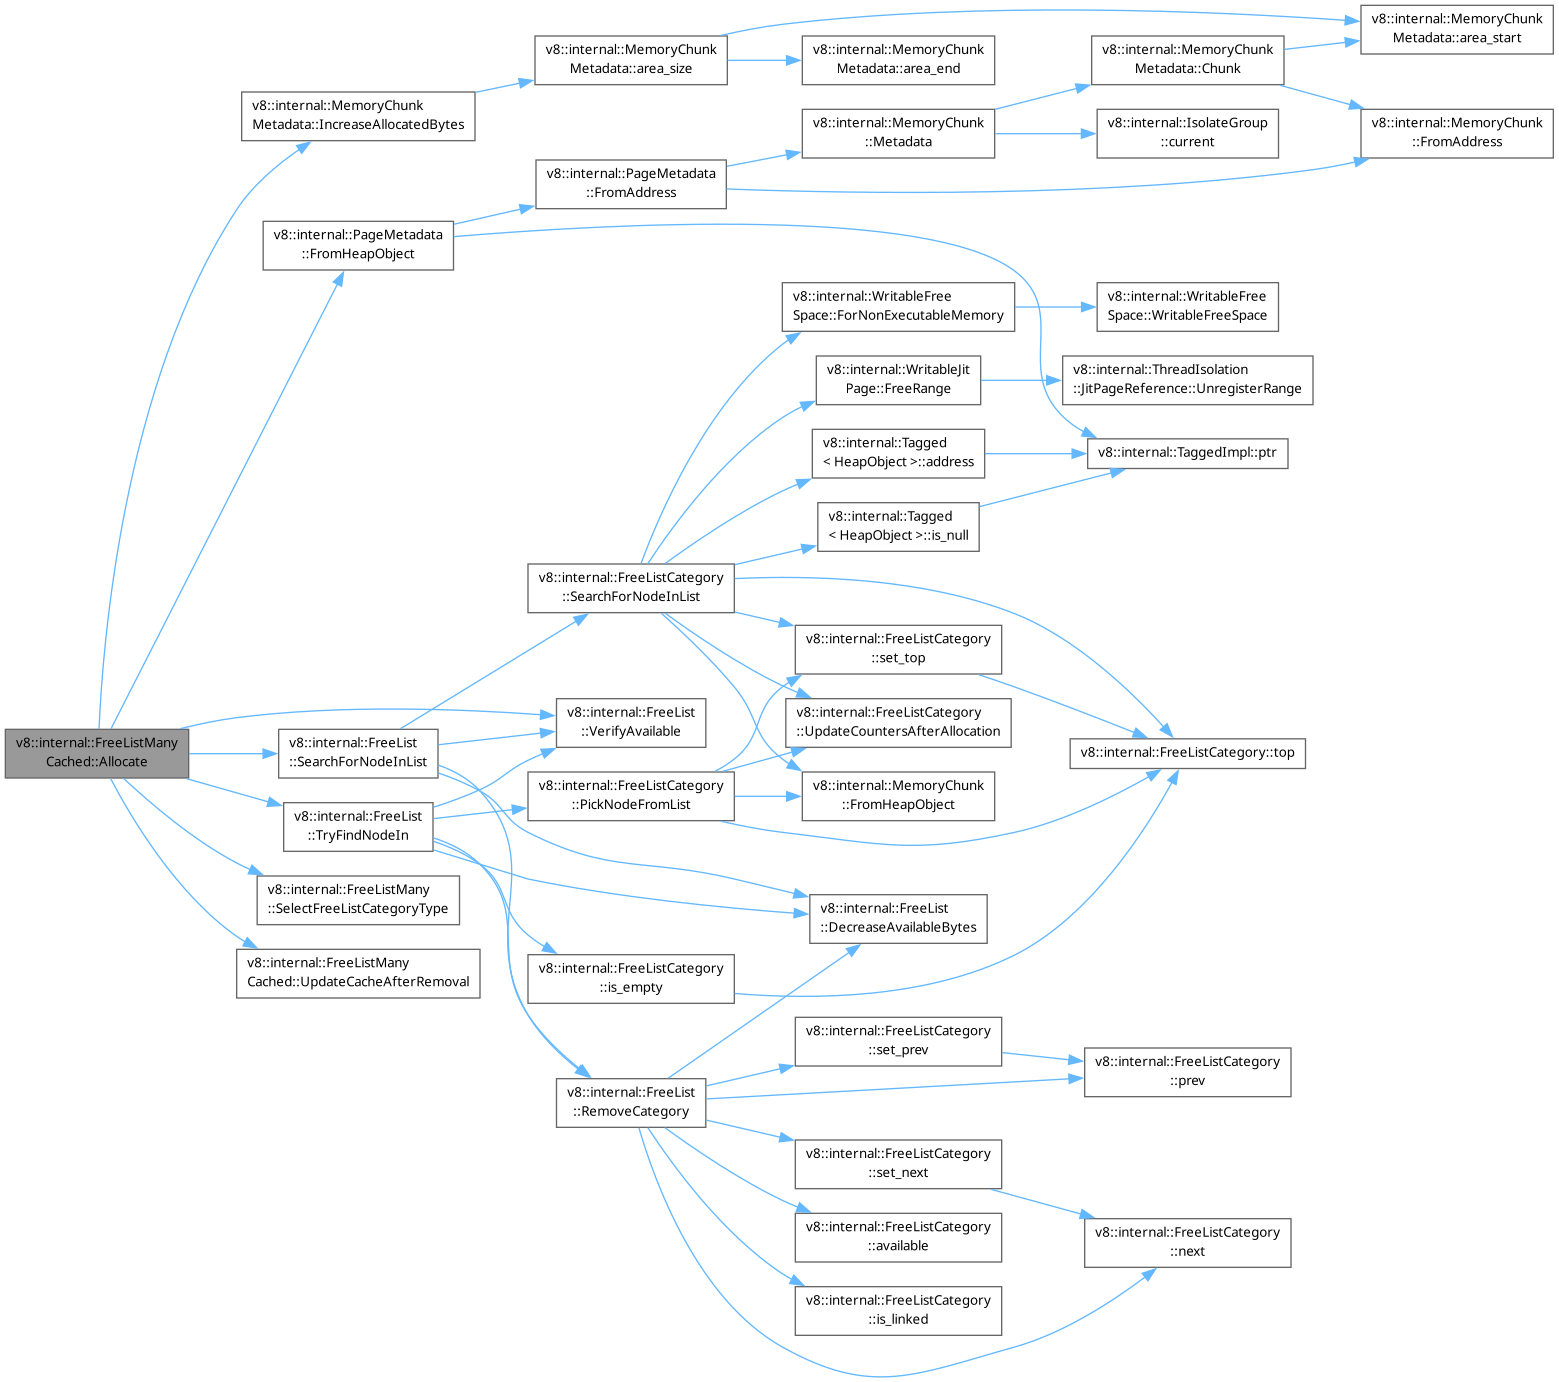 v8::internal::MemoryChunk
Metadata::area_start
v8::internal::MemoryChunk
Metadata::area_size
v8::internal::MemoryChunk
Metadata::area_end
v8::internal::MemoryChunk
Metadata::Chunk
v8::internal::MemoryChunk
Metadata::IncreaseAllocatedBytes
v8::internal::MemoryChunk
::Metadata
v8::internal::IsolateGroup
::current
v8::internal::MemoryChunk
::FromAddress
v8::internal::PageMetadata
::FromAddress
v8::internal::PageMetadata
::FromHeapObject
v8::internal::WritableFree
Space::ForNonExecutableMemory
v8::internal::WritableFree
Space::WritableFreeSpace
v8::internal::WritableJit
Page::FreeRange
v8::internal::ThreadIsolation
::JitPageReference::UnregisterRange
v8::internal::Tagged
< HeapObject >::address
v8::internal::TaggedImpl::ptr
v8::internal::Tagged
< HeapObject >::is_null
v8::internal::FreeListCategory
::SearchForNodeInList
v8::internal::FreeListCategory
::set_top
v8::internal::FreeList
::VerifyAvailable
v8::internal::FreeListCategory
::UpdateCountersAfterAllocation
v8::internal::FreeListMany
Cached::Allocate
v8::internal::FreeList
::SearchForNodeInList
v8::internal::FreeListCategory::top
v8::internal::FreeListCategory
::PickNodeFromList
v8::internal::MemoryChunk
::FromHeapObject
v8::internal::FreeList
::TryFindNodeIn
v8::internal::FreeListMany
::SelectFreeListCategoryType
v8::internal::FreeList
::DecreaseAvailableBytes
v8::internal::FreeListMany
Cached::UpdateCacheAfterRemoval
v8::internal::FreeListCategory
::is_empty
v8::internal::FreeListCategory
::set_prev
v8::internal::FreeListCategory
::prev
v8::internal::FreeList
::RemoveCategory
v8::internal::FreeListCategory
::set_next
v8::internal::FreeListCategory
::available
v8::internal::FreeListCategory
::next
v8::internal::FreeListCategory
::is_linked